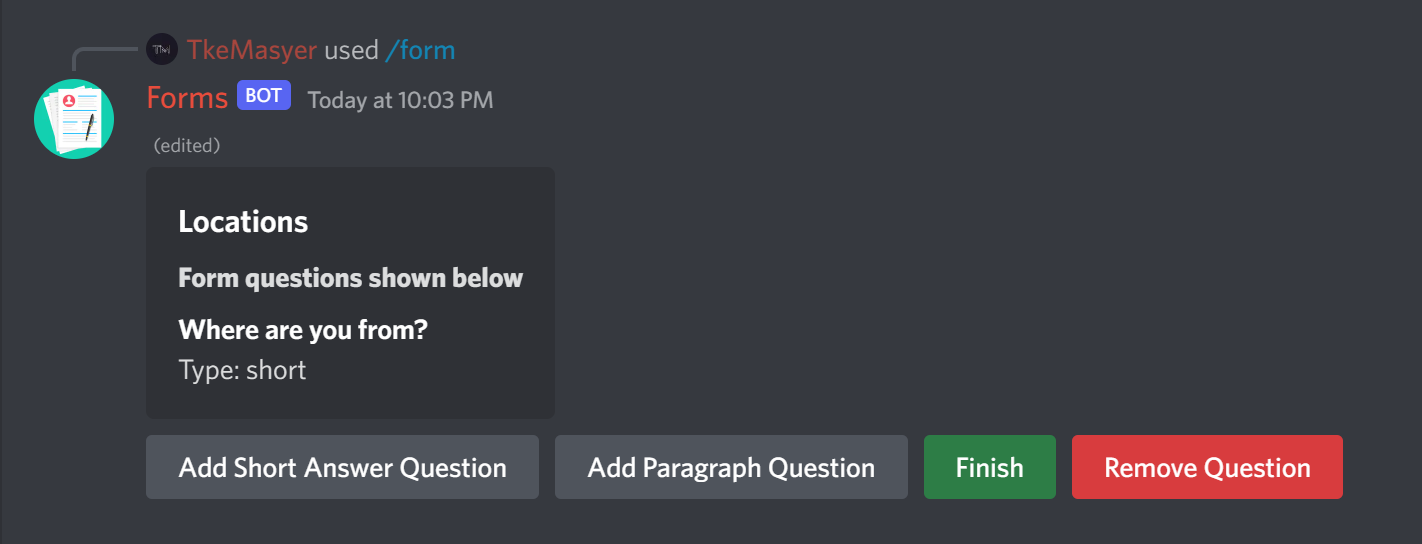 TkeMasyer used /form
Forms BOT Today at 10:03 PM
(edited)
Locations
Form questions shown below
Where are you from?
Type: short
Add Short Answer Question Add Paragraph Question Finish Remove Question